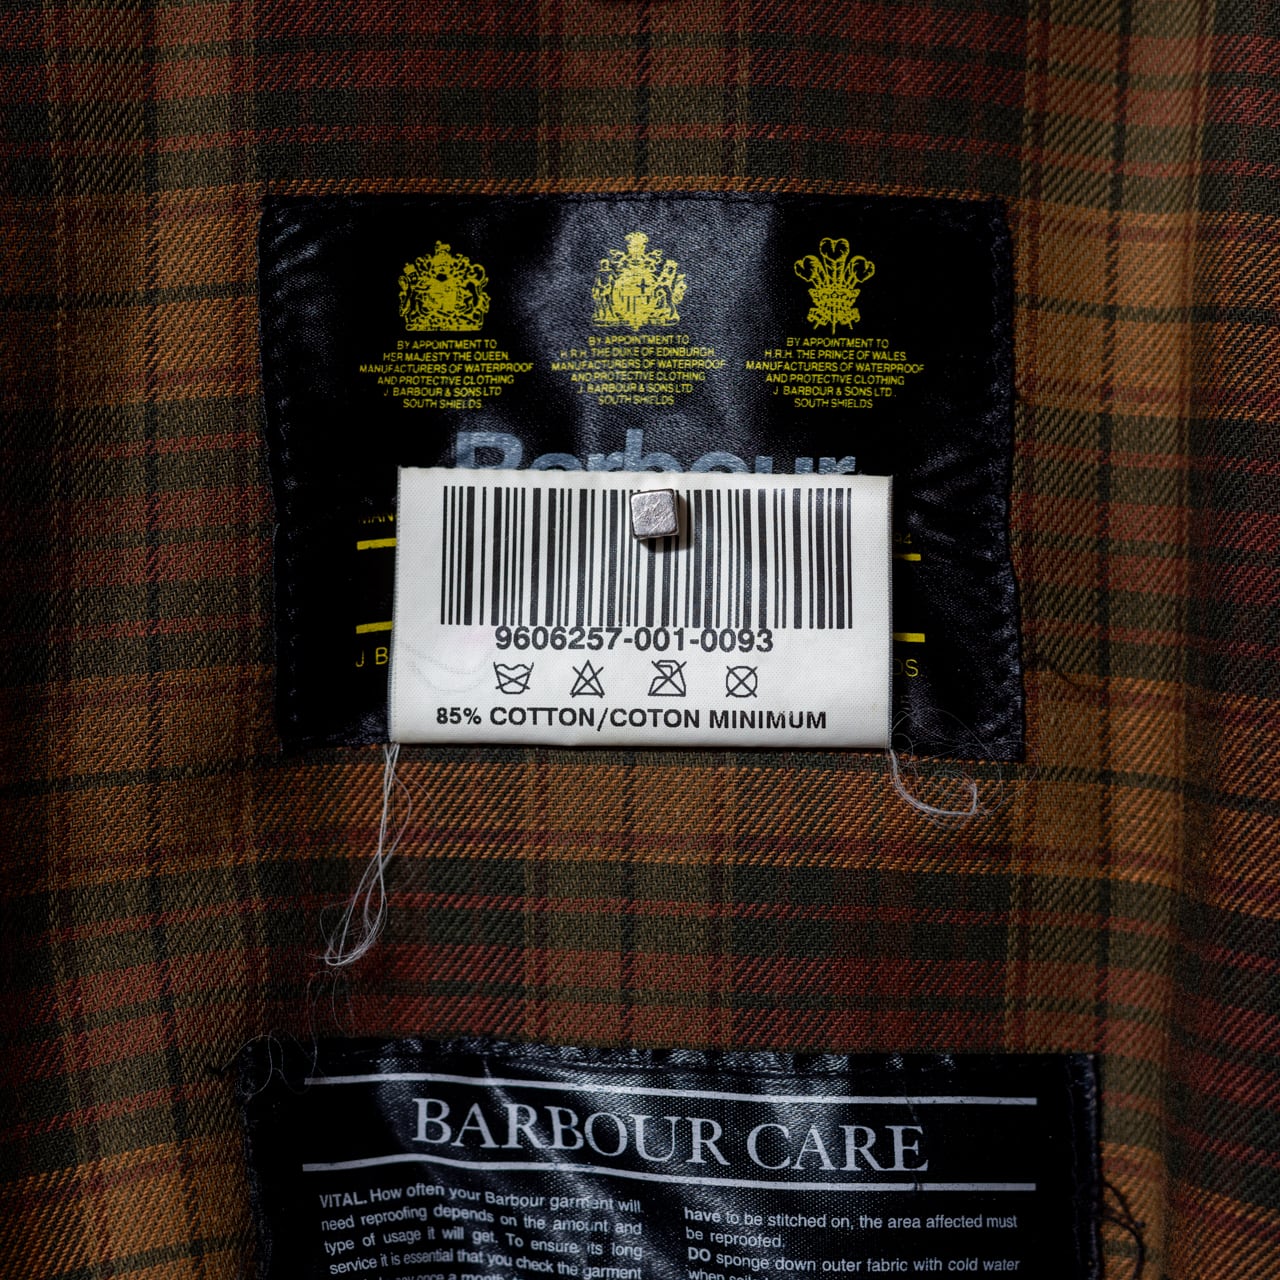 BY APPOINTMENT TO
HER MAJESTY THE QUEEN
MANUFACTURERS OF WATERPROOF
AND PROTECTIVE CLOTHING
J. BARBOUR & SONS LTD
SOUTH SHIELDS
BY APPOINTMENT TO
H.R.H. THE DUKE OF EDINBURGH
MANUFACTURERS OF WATERPROOF
AND PROTECTIVE CLOTHING
J. BARBOUR & SONS LTD
SOUTH SHIELDS
BY APPOINTMENT TO
H.R.H. THE PRINCE OF WALES
MANUFACTURERS OF WATERPROOF
AND PROTECTIVE CLOTHING
J. BARBOUR & SONS LTD.
SOUTH SHIELDS
Barbour
9606257-001-0093
85% COTTON/COTON MINIMUM
BARBOUR CARE
VITAL. How often your Barbour garment will
need reproofing depends on the amount and
type of usage it will get. To ensure its long
service it is essential that you check the garment
once a month
have to be stitched on, the area affected must
be reproofed.
DO sponge down outer fabric with cold water
when